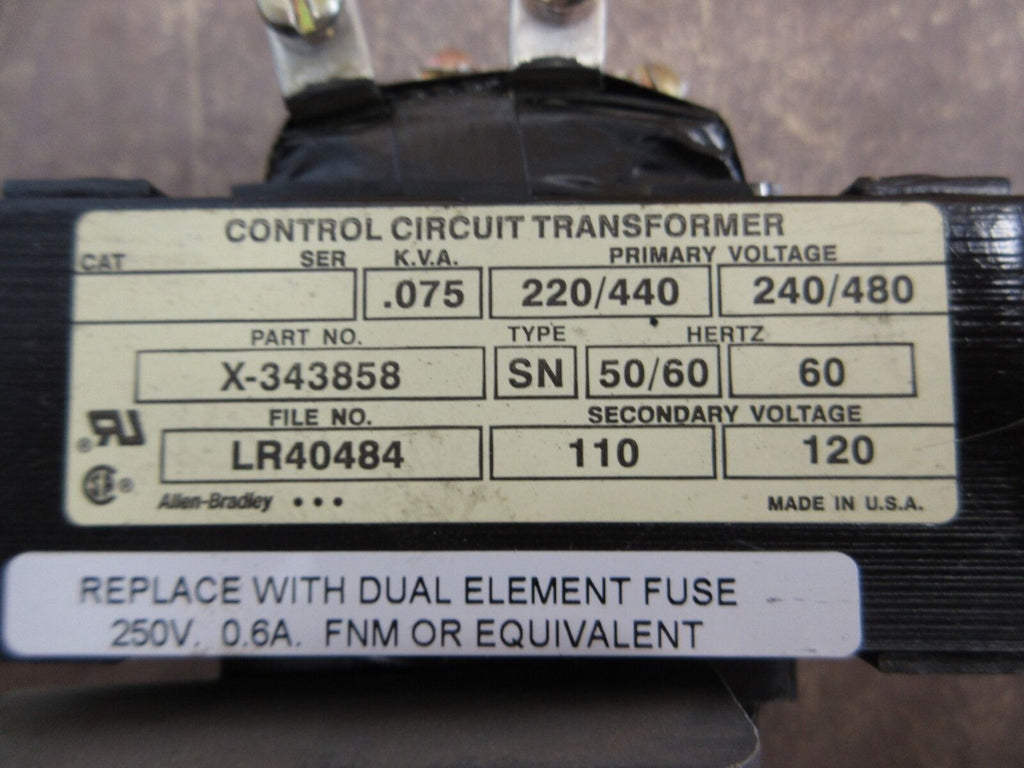 CONTROL CIRCUIT TRANSFORMER
CAT SER K.V.A. PRIMARY VOLTAGE
.075 220/440 240/480
PART NO. TYPE HERTZ
X-343858 SN 50/60 60
FILE NO. SECONDARY VOLTAGE
LR40484 110 120
Allen-Bradley • • • MADE IN U.S.A.
REPLACE WITH DUAL ELEMENT FUSE
250V. 0.6A. FNM OR EQUIVALENT